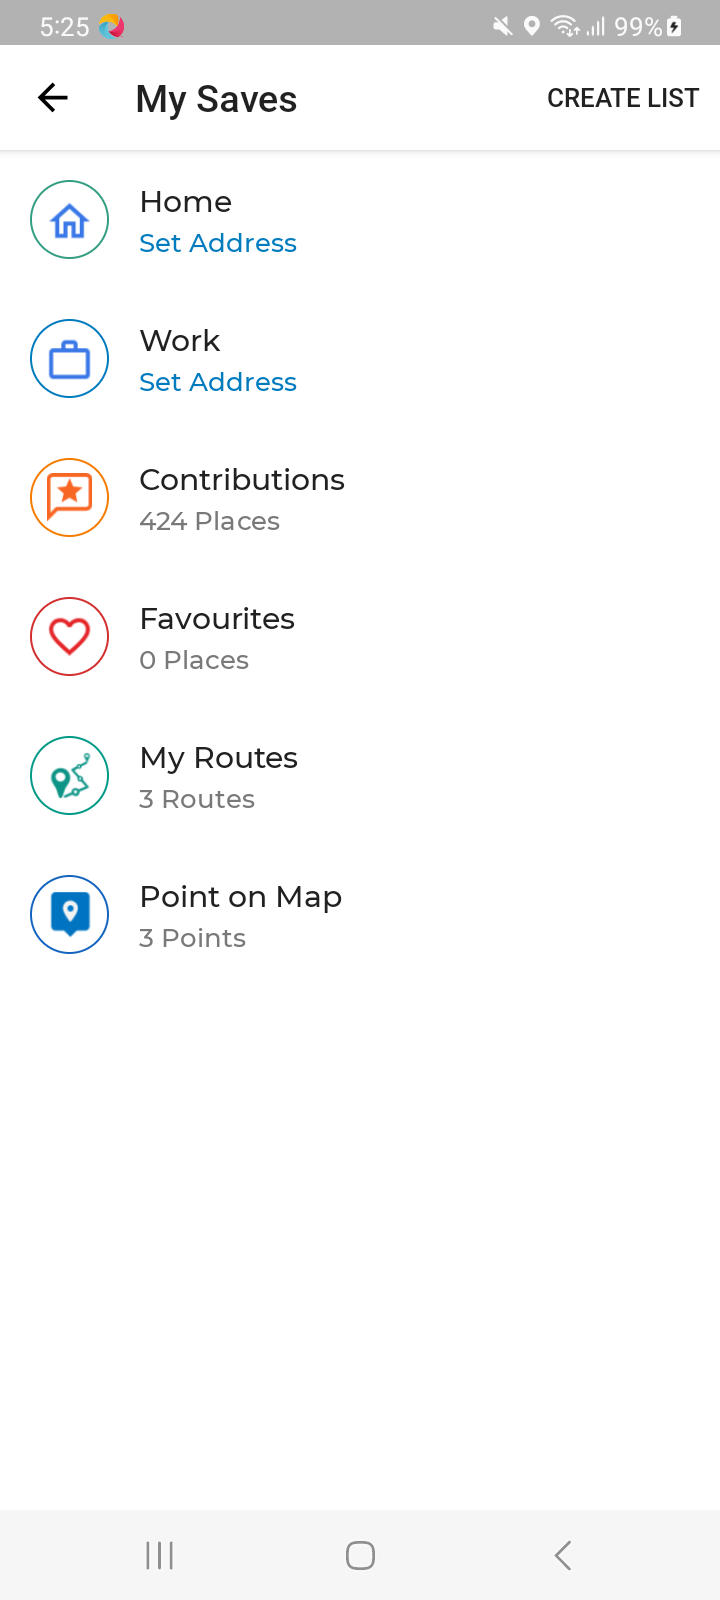 5:25 99%
My Saves CREATE LIST
Home
Set Address
Work
Set Address
Contributions
424 Places
Favourites
0 Places
My Routes
3 Routes
Point on Map
3 Points